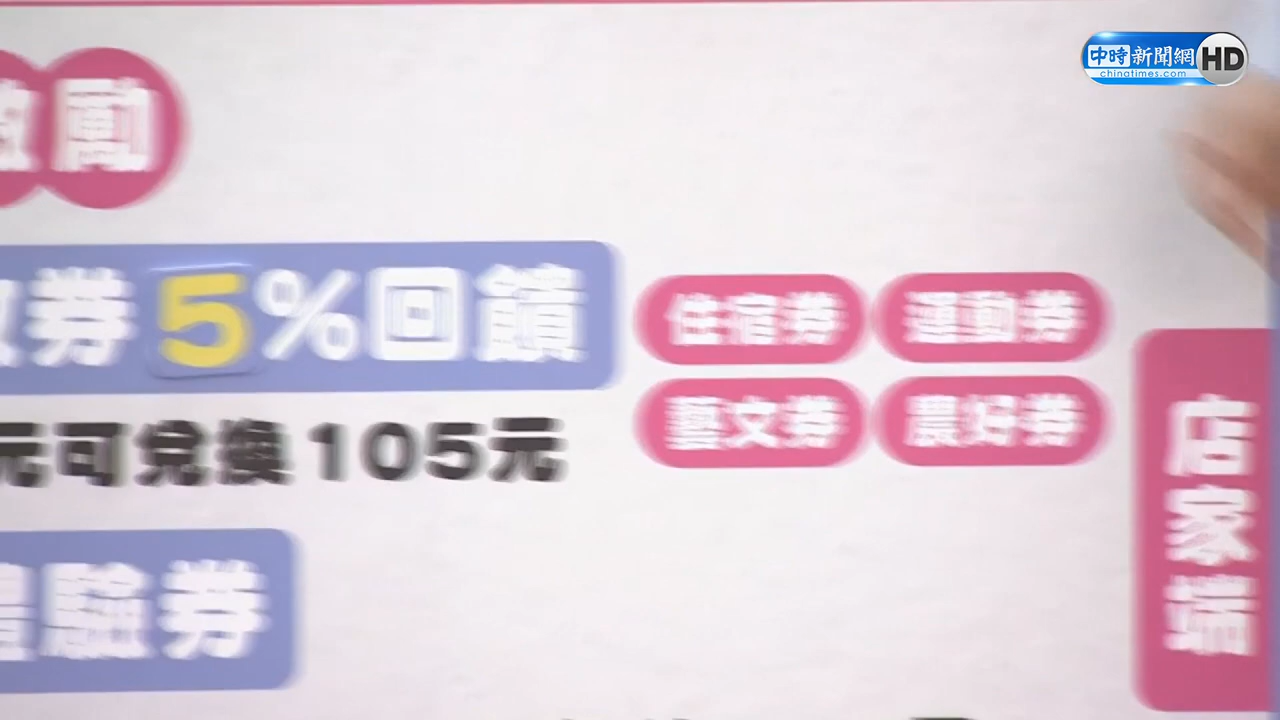 中時新聞網 HD
chinatimes.com
勵
券5%回饋
住宿券 運動券
藝文券 農好券
元可兌換105元
體驗券
店家端